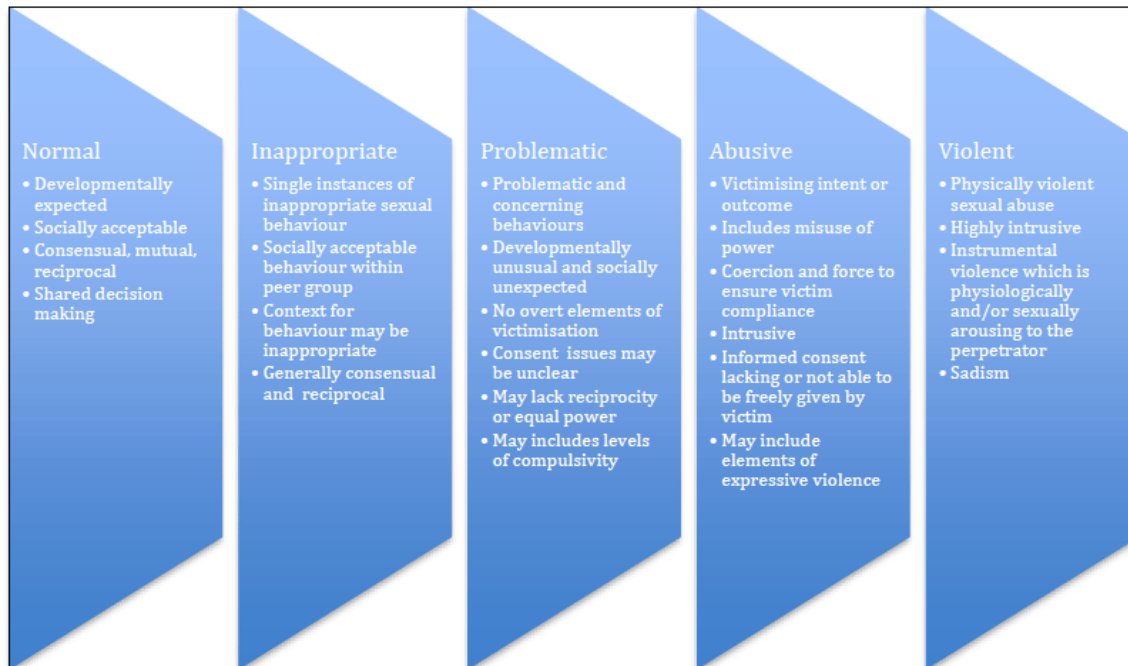 Normal
• Developmentally
expected
• Socially acceptable
• Consensual, mutual,
reciprocal
• Shared decision
making
Inappropriate
• Single instances of
inappropriate sexual
behaviour
• Socially acceptable
behaviour within
peer group
• Context for
behaviour may be
inappropriate
• Generally consensual
and reciprocal
Problematic
• Problematic and
concerning
behaviours
• Developmentally
unusual and socially
unexpected
• No overt elements of
victimisation
• Consent issues may
be unclear
• May lack reciprocity
or equal power
• May includes levels
of compulsivity
Abusive
• Victimising intent or
outcome
• Includes misuse of
power
• Coercion and force to
ensure victim
compliance
• Intrusive
• Informed consent
lacking or not able to
be freely given by
victim
• May include
elements of
expressive violence
Violent
• Physically violent
sexual abuse
• Highly intrusive
• Instrumental
violence which is
physiologically
and/or sexually
arousing to the
perpetrator
• Sadism